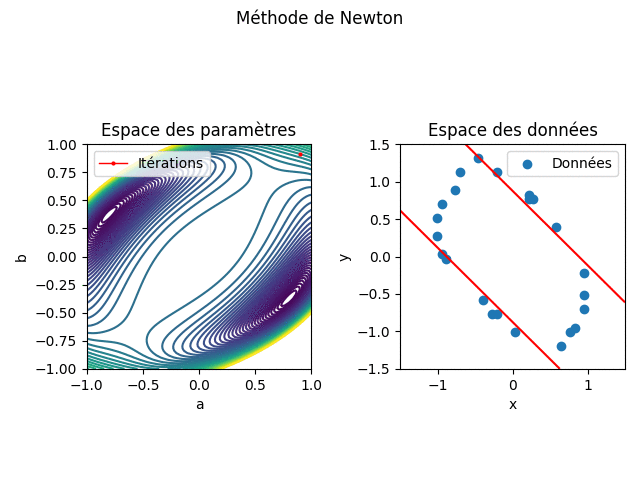 Méthode de Newton
Espace des paramètres
Espace des données
Itérations
Données
1.00
0.75
0.50
0.25
0.00
−0.25
−0.50
−0.75
−1.00
b
−1.0 −0.5 0.0 0.5 1.0
a
1.5
1.0
0.5
0.0
−0.5
−1.0
−1.5
y
−1 0 1
x